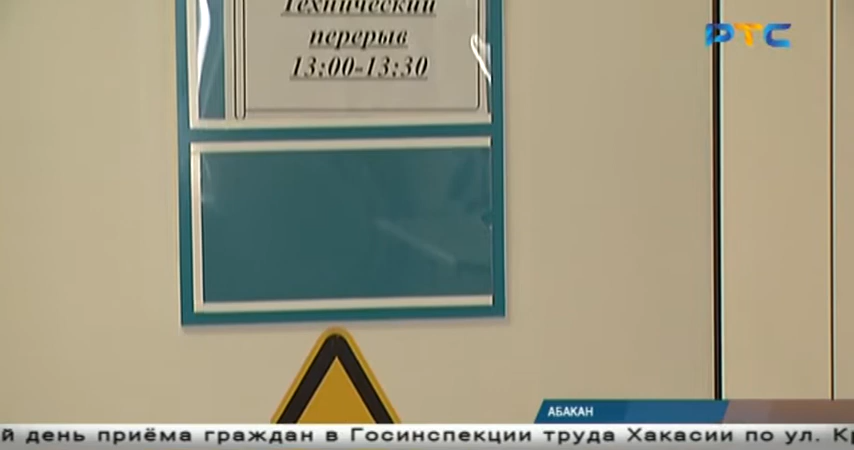 Технический
перерыв
13:00-13:30
РТС
АБАКАН
й день приёма граждан в Госинспекции труда Хакасии по ул.